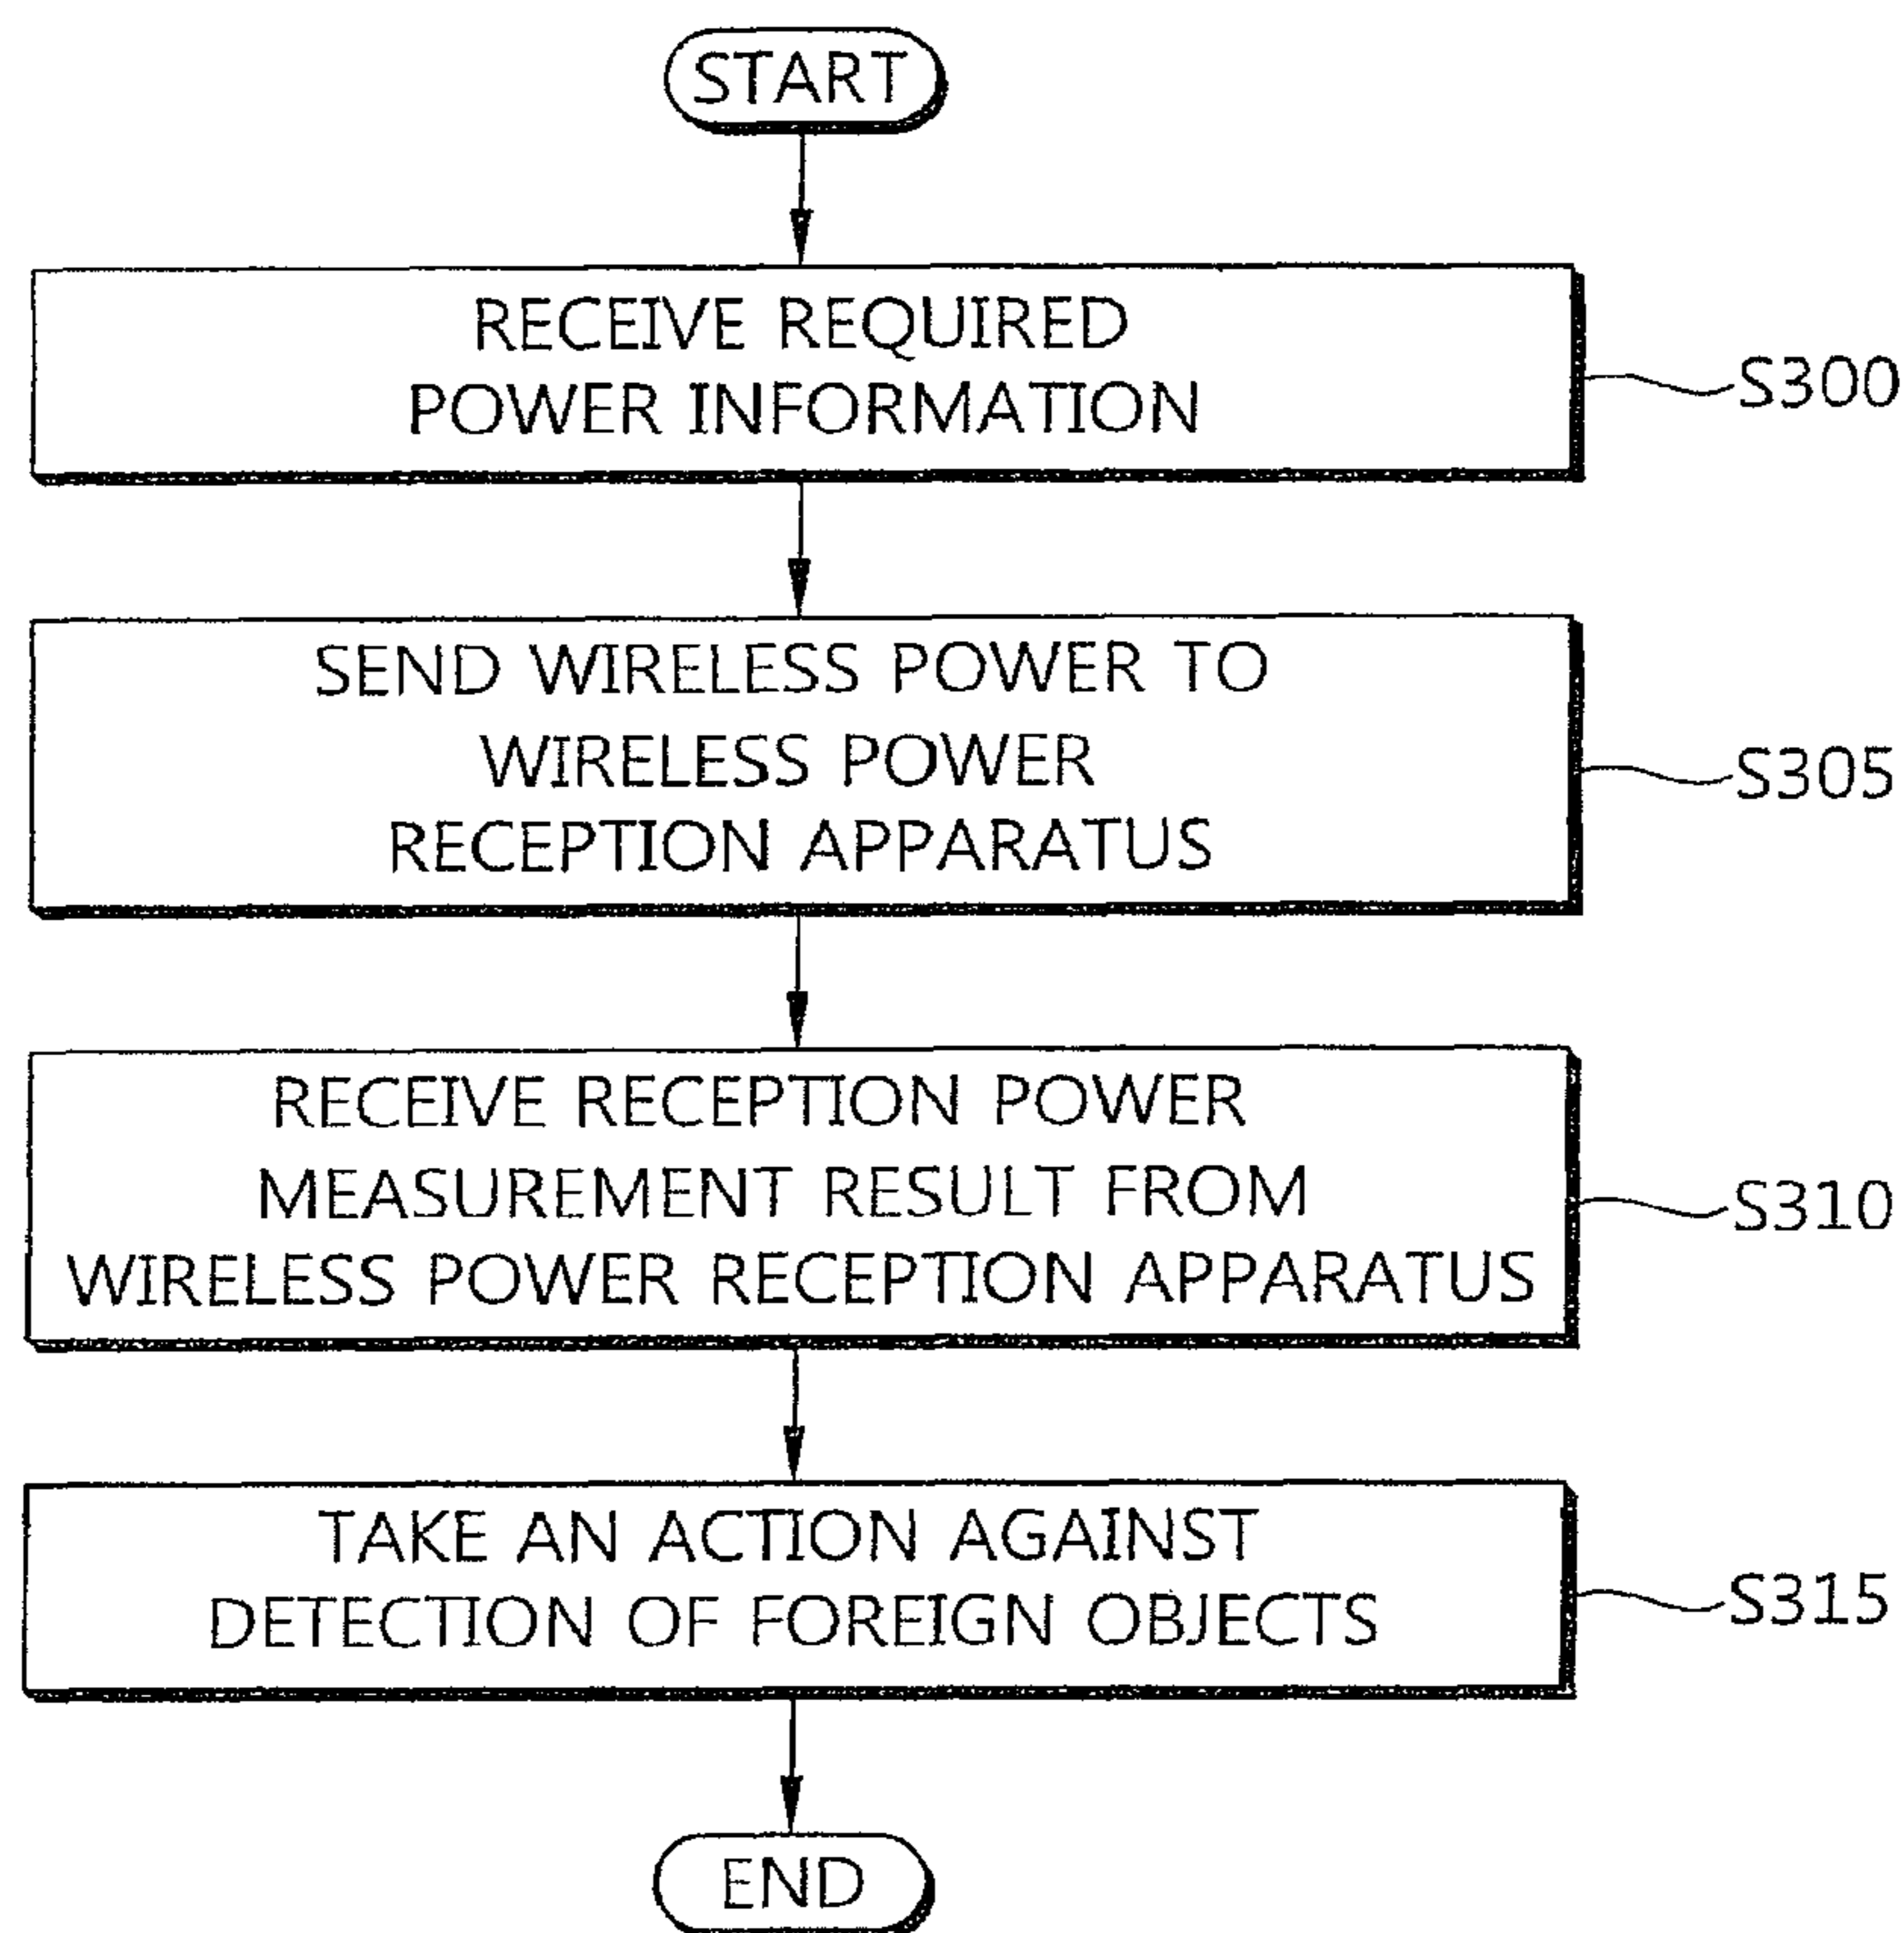 START
RECEIVE REQUIRED
POWER INFORMATION
S300
SEND WIRELESS POWER TO
WIRELESS POWER
RECEPTION APPARATUS
S305
RECEIVE RECEPTION POWER
MEASUREMENT RESULT FROM
WIRELESS POWER RECEPTION APPARATUS
S310
TAKE AN ACTION AGAINST
DETECTION OF FOREIGN OBJECTS
S315
END